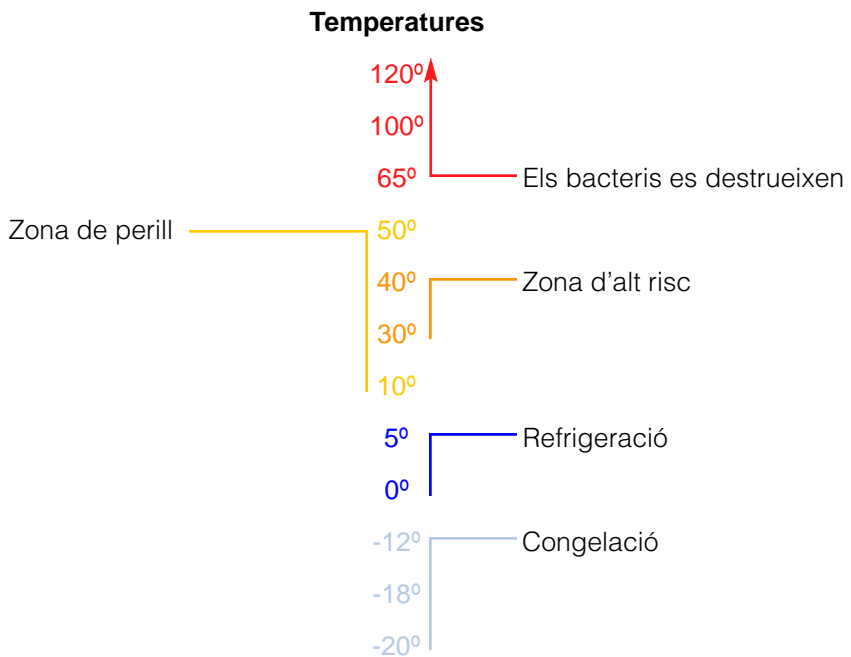 Temperatures
120º
100º
65º Els bacteris es destrueixen
Zona de perill 50º
40º Zona d’alt risc
30º
10º
5º Refrigeració
0º
-12º Congelació
-18º
-20º